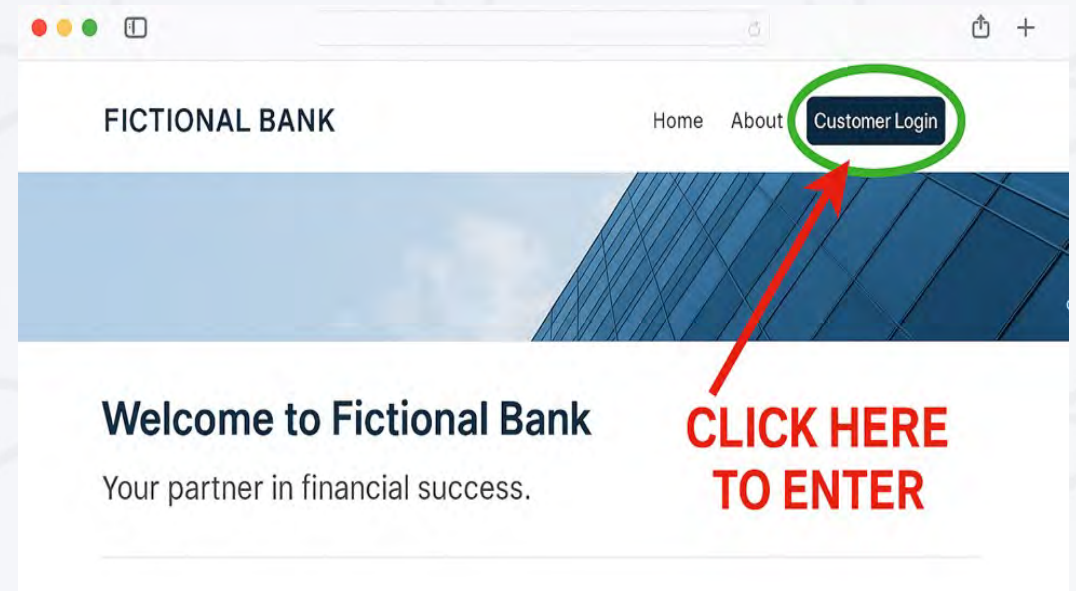 FICTIONAL BANK
Home About Customer Login
Welcome to Fictional Bank
Your partner in financial success.
CLICK HERE
TO ENTER